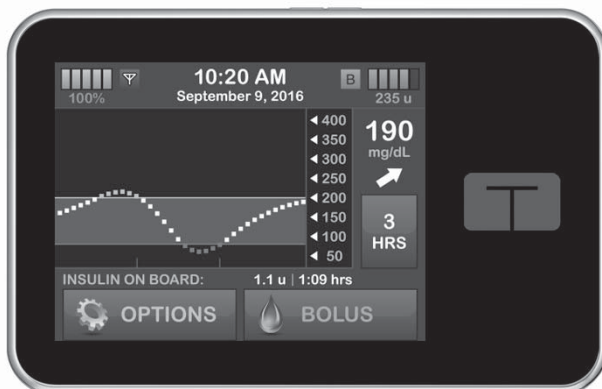 10:20 AM
100%
September 9, 2016
B
235 u
400
350
300
250
200
150
100
50
190
mg/dL
3
HRS
INSULIN ON BOARD: 1.1 u | 1:09 hrs
OPTIONS
BOLUS
T